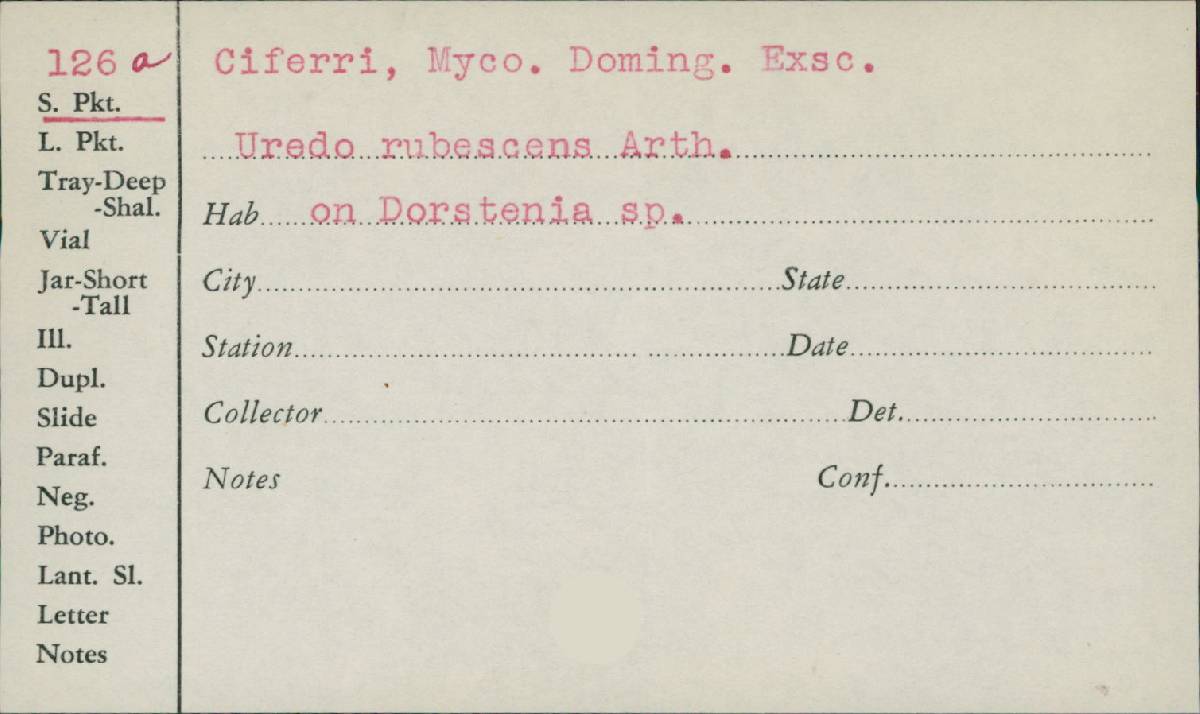 126 a
S. Pkt.
L. Pkt.
Tray-Deep
-Shal.
Vial
Jar-Short
-Tall
Ill.
Dupl.
Slide
Paraf.
Neg.
Photo.
Lant. Sl.
Letter
Notes
Ciferri, Myco. Doming. Exsc.
Uredo rubescens Arth.
Hab on Dorstenia sp.
City State
Station Date
Collector Det.
Notes Conf.